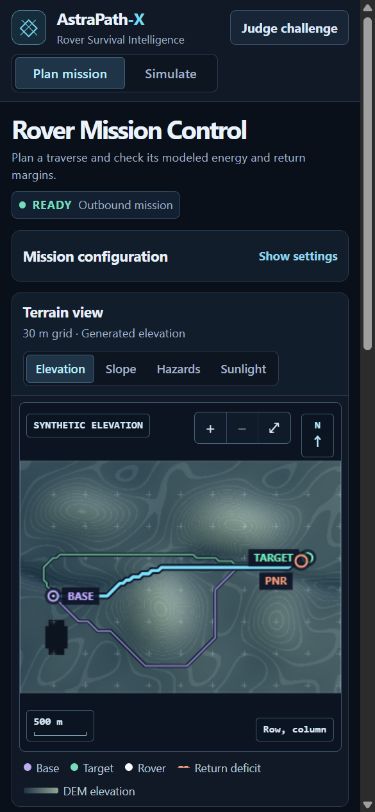 AstraPath-X
Rover Survival Intelligence
Judge challenge
Plan mission
Simulate
Rover Mission Control
Plan a traverse and check its modeled energy and return
margins.
READY Outbound mission
Mission configuration
Show settings
Terrain view
30 m grid · Generated elevation
Elevation
Slope
Hazards
Sunlight
SYNTHETIC ELEVATION
+
−
N
TARGET
PNR
BASE
500 m
Row, column
Base
Target
Rover
Return deficit
DEM elevation